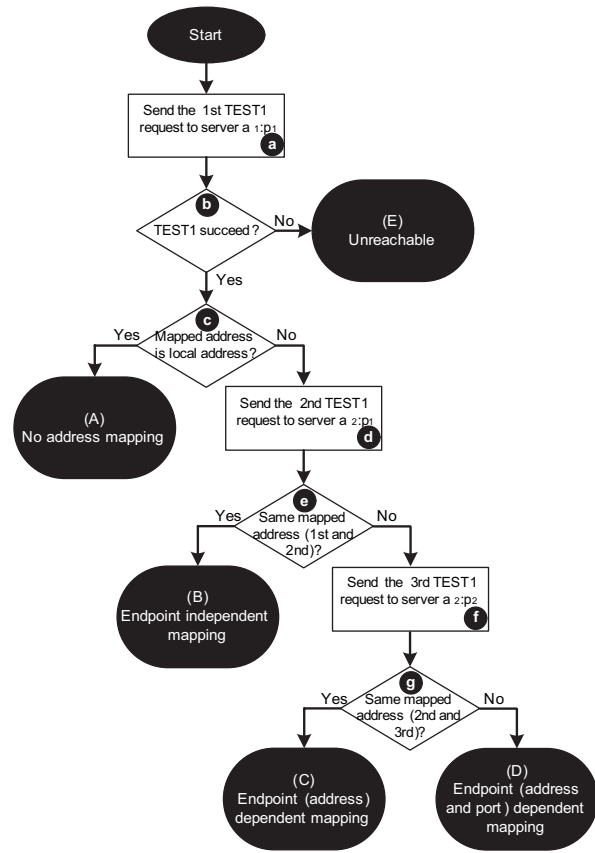 Start
Send the 1st TEST1
request to server a 1:p1
a
b
TEST1 succeed ?
No
(E)
Unreachable
Yes
c
Yes
Mapped address
is local address?
No
(A)
No address mapping
Send the 2nd TEST1
request to server a 2:p1
d
e
Yes
Same mapped
address (1st and
2nd)?
No
(B)
Endpoint independent
mapping
Send the 3rd TEST1
request to server a 2:p2
f
g
Yes
Same mapped
address (2nd and
3rd)?
No
(C)
Endpoint (address)
dependent mapping
(D)
Endpoint (address
and port) dependent
mapping